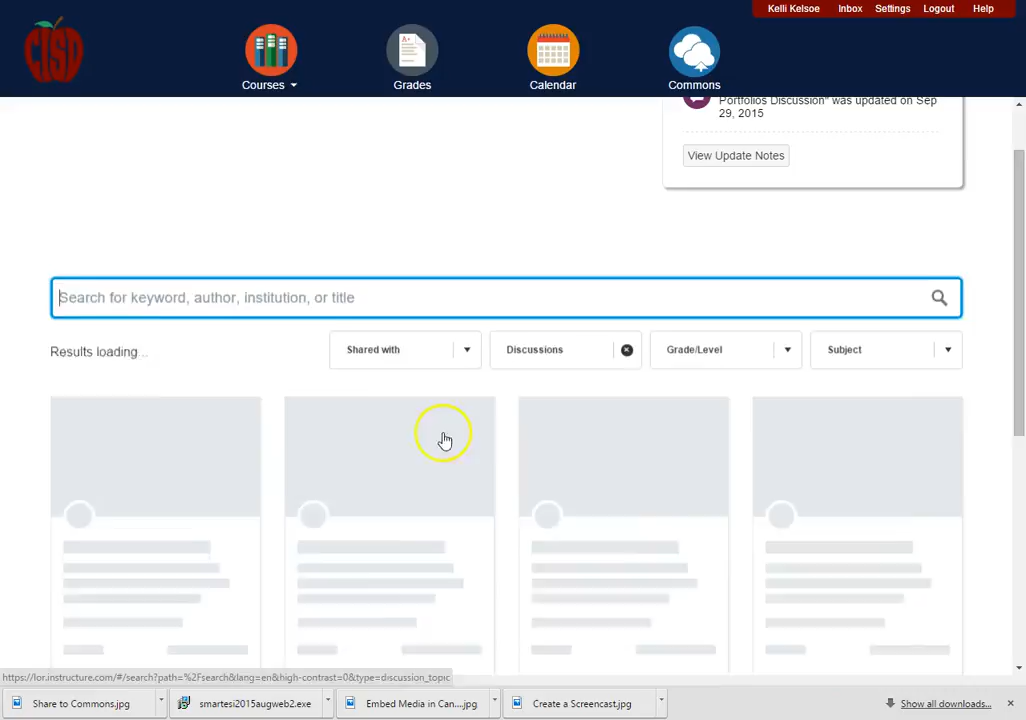 Kelli Kelsoe Inbox Settings Logout Help
CISD
Courses Grades Calendar Commons
Portfolios Discussion" was updated on Sep
29, 2015
View Update Notes
Search for keyword, author, institution, or title
Results loading...
Shared with Discussions Grade/Level Subject
https://lor.instructure.com/#/search?path=%2Fsearch&lang=en&high-contrast=0&type=discussion_topic
Share to Commons.jpg smartesi2015augweb2.exe Embed Media in Can....jpg Create a Screencast.jpg Show all downloads...